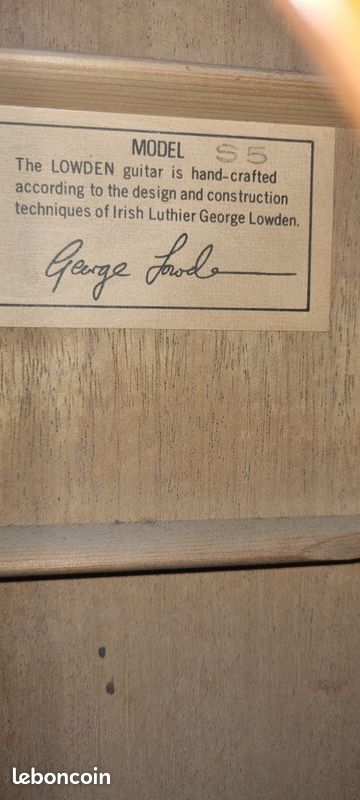 MODEL S5
The LOWDEN guitar is hand-crafted
according to the design and construction
techniques of Irish Luthier George Lowden.
George Lowden
leboncoin